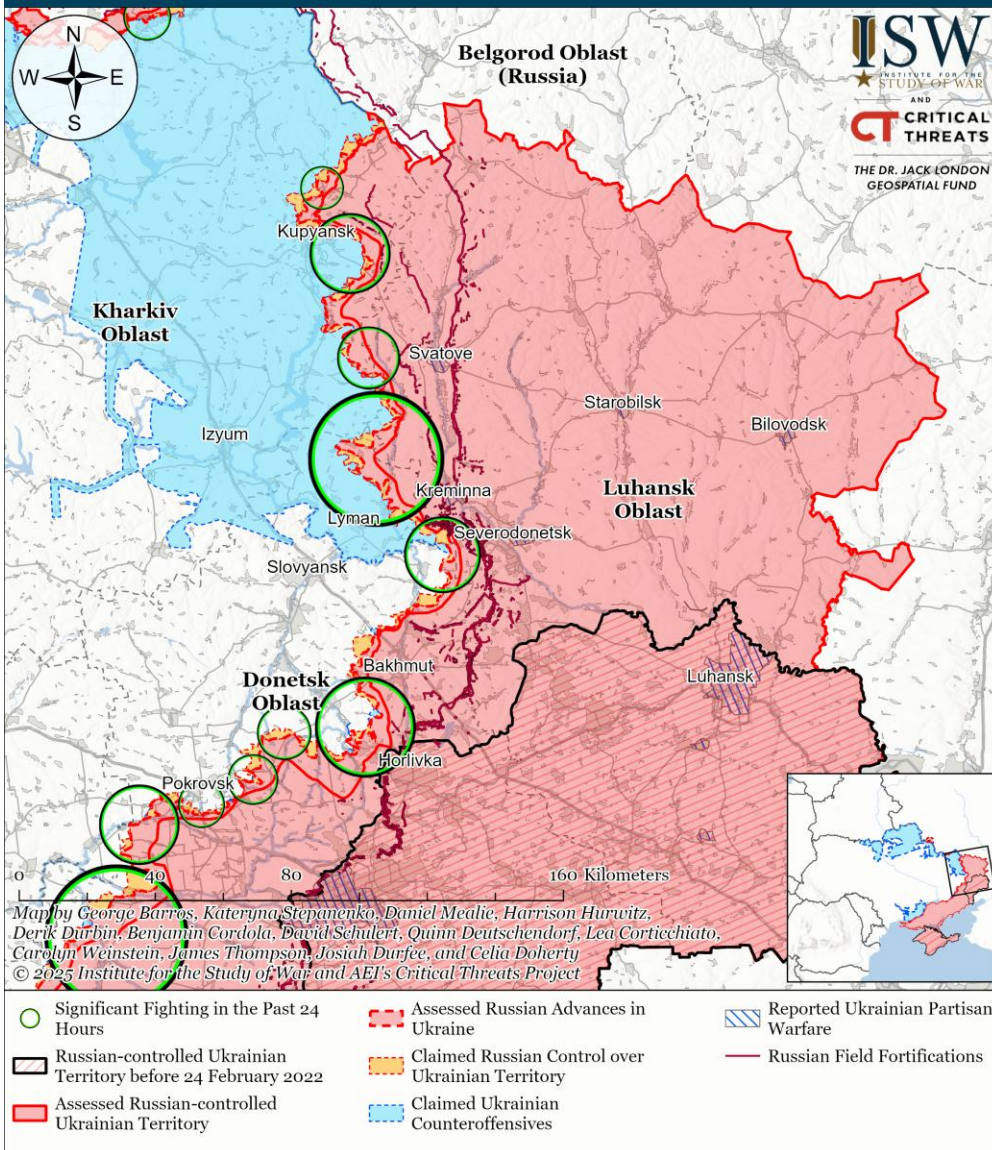 N
W E
S
Belgorod Oblast
(Russia)
ISW
INSTITUTE FOR THE
STUDY OF WAR
AND
CT CRITICAL
THREATS
THE DR. JACK LONDON
GEOSPATIAL FUND
Kupyansk
Kharkiv
Oblast
Svatove
Starobilsk
Bilovodsk
Izyum
Kreminna
Luhansk
Oblast
Lyman
Severodonetsk
Slovyansk
Bakhmut
Luhansk
Donetsk
Oblast
Horlivka
Pokrovsk
0 40 80 160 Kilometers
Map by George Barros, Kateryna Stepanenko, Daniel Mealie, Harrison Hurwitz,
Derik Durbin, Benjamin Cordola, David Schulert, Quinn Deutschendorf, Lea Corticchiato,
Carolyn Weinstein, James Thompson, Josiah Durfee, and Celia Doherty
© 2025 Institute for the Study of War and AEI's Critical Threats Project
Significant Fighting in the Past 24
Hours
Russian-controlled Ukrainian
Territory before 24 February 2022
Assessed Russian-controlled
Ukrainian Territory
Assessed Russian Advances in
Ukraine
Claimed Russian Control over
Ukrainian Territory
Claimed Ukrainian
Counteroffensives
Reported Ukrainian Partisan
Warfare
Russian Field Fortifications